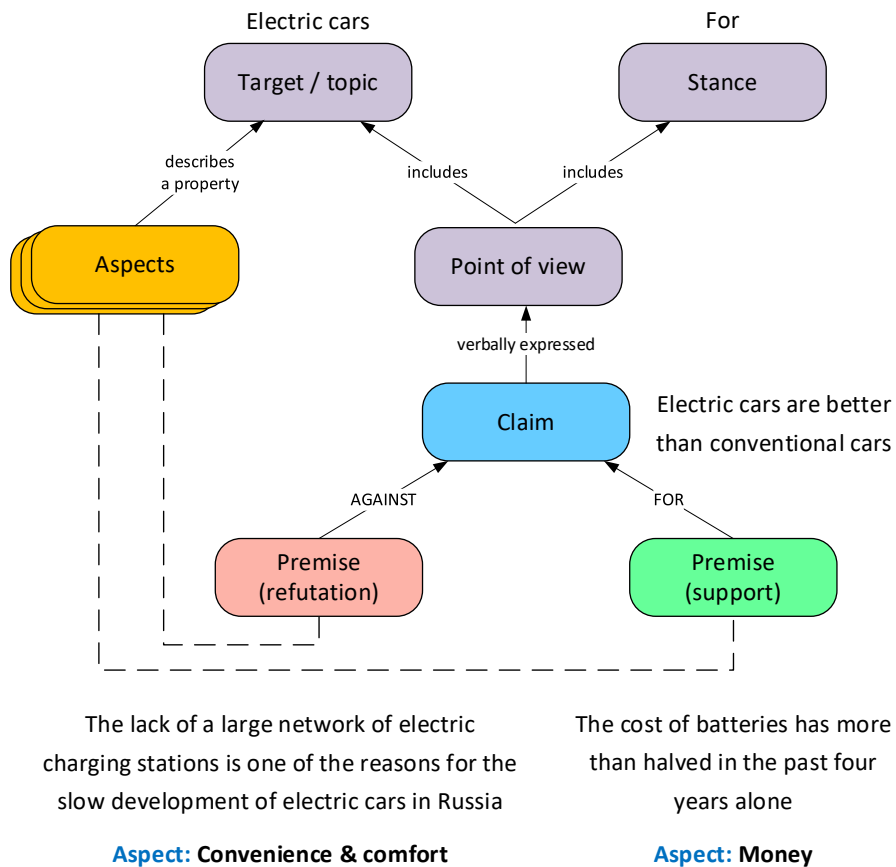 Electric cars
For
Target / topic
Stance
describes
a property
includes
includes
Aspects
Point of view
verbally expressed
Claim
Electric cars are better
than conventional cars
AGAINST
FOR
Premise
(refutation)
Premise
(support)
The lack of a large network of electric
charging stations is one of the reasons for the
slow development of electric cars in Russia
The cost of batteries has more
than halved in the past four
years alone
Aspect: Convenience & comfort
Aspect: Money